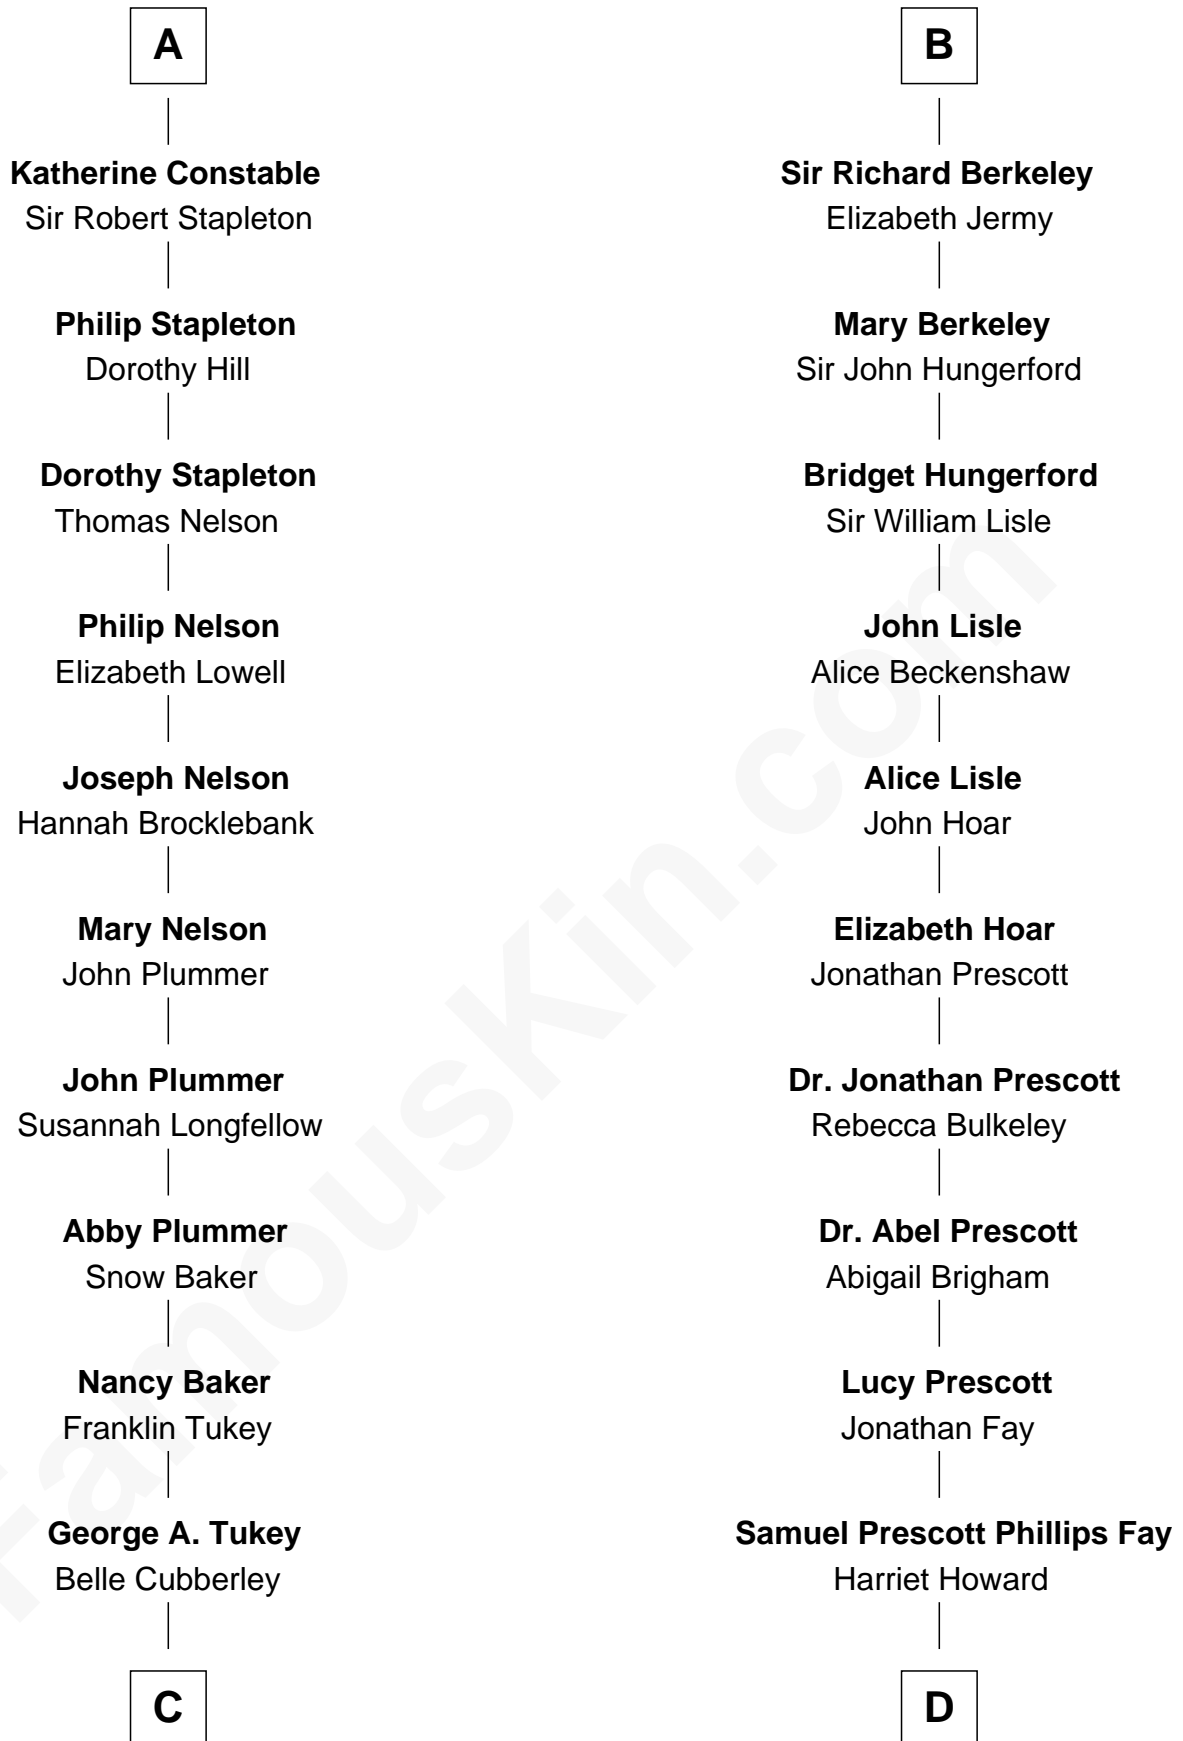 A
Katherine Constable
Sir Robert Stapleton
Philip Stapleton
Dorothy Hill
Dorothy Stapleton
Thomas Nelson
Philip Nelson
Elizabeth Lowell
Joseph Nelson
Hannah Brocklebank
Mary Nelson
John Plummer
John Plummer
Susannah Longfellow
Abby Plummer
Snow Baker
Nancy Baker
Franklin Tukey
George A. Tukey
Belle Cubberley
C
B
Sir Richard Berkeley
Elizabeth Jermy
Mary Berkeley
Sir John Hungerford
Bridget Hungerford
Sir William Lisle
John Lisle
Alice Beckenshaw
Alice Lisle
John Hoar
Elizabeth Hoar
Jonathan Prescott
Dr. Jonathan Prescott
Rebecca Bulkeley
Dr. Abel Prescott
Abigail Brigham
Lucy Prescott
Jonathan Fay
Samuel Prescott Phillips Fay
Harriet Howard
D
FamousKin.com